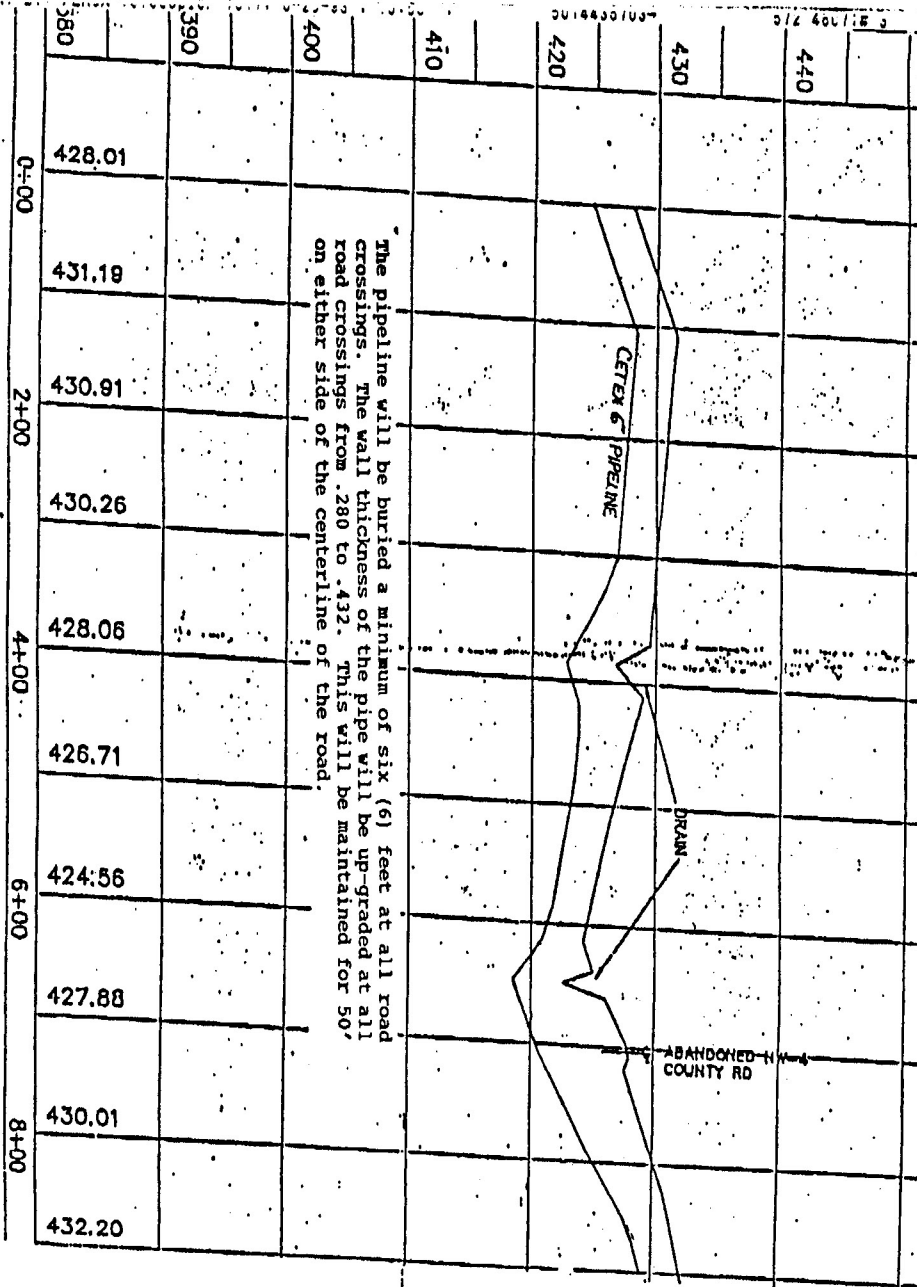 440
430
420
410
400
390
DRAIN
ABANDONED
COUNTY RD
CETEX 6" PIPELINE
The pipeline will be buried a minimum of six (6) feet at all road
crossings. The wall thickness of the pipe will be up-graded at all
road crossings from .280 to .432. This will be maintained for 50'
on either side of the centerline of the road.
428.01
431.19
430.91
430.26
428.06
426.71
424.56
427.88
430.01
432.20
0+00
2+00
4+00
6+00
8+00